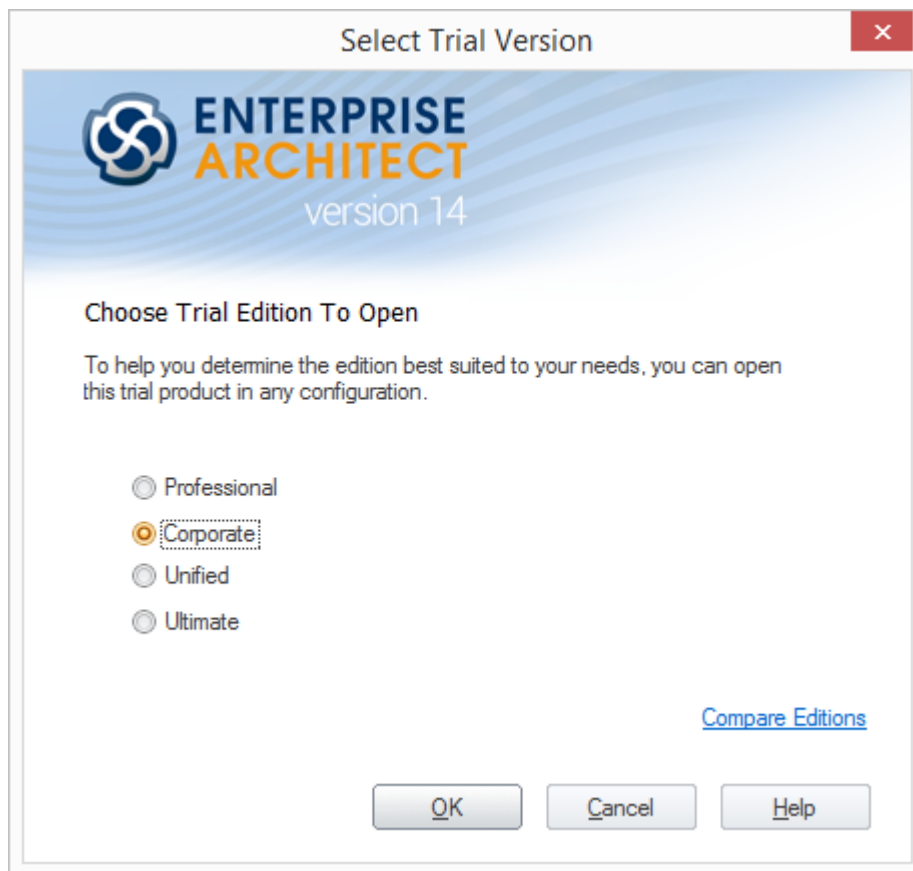 Select Trial Version
ENTERPRISE
ARCHITECT
version 14
Choose Trial Edition To Open
To help you determine the edition best suited to your needs, you can open
this trial product in any configuration.
Professional
Corporate
Unified
Ultimate
Compare Editions
OK Cancel Help